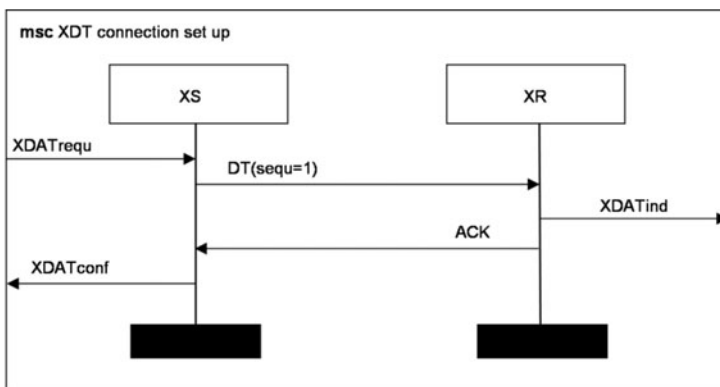 msc XDT connection set up
XS
XR
XDATrequ
DT(sequ=1)
XDATind
ACK
XDATconf